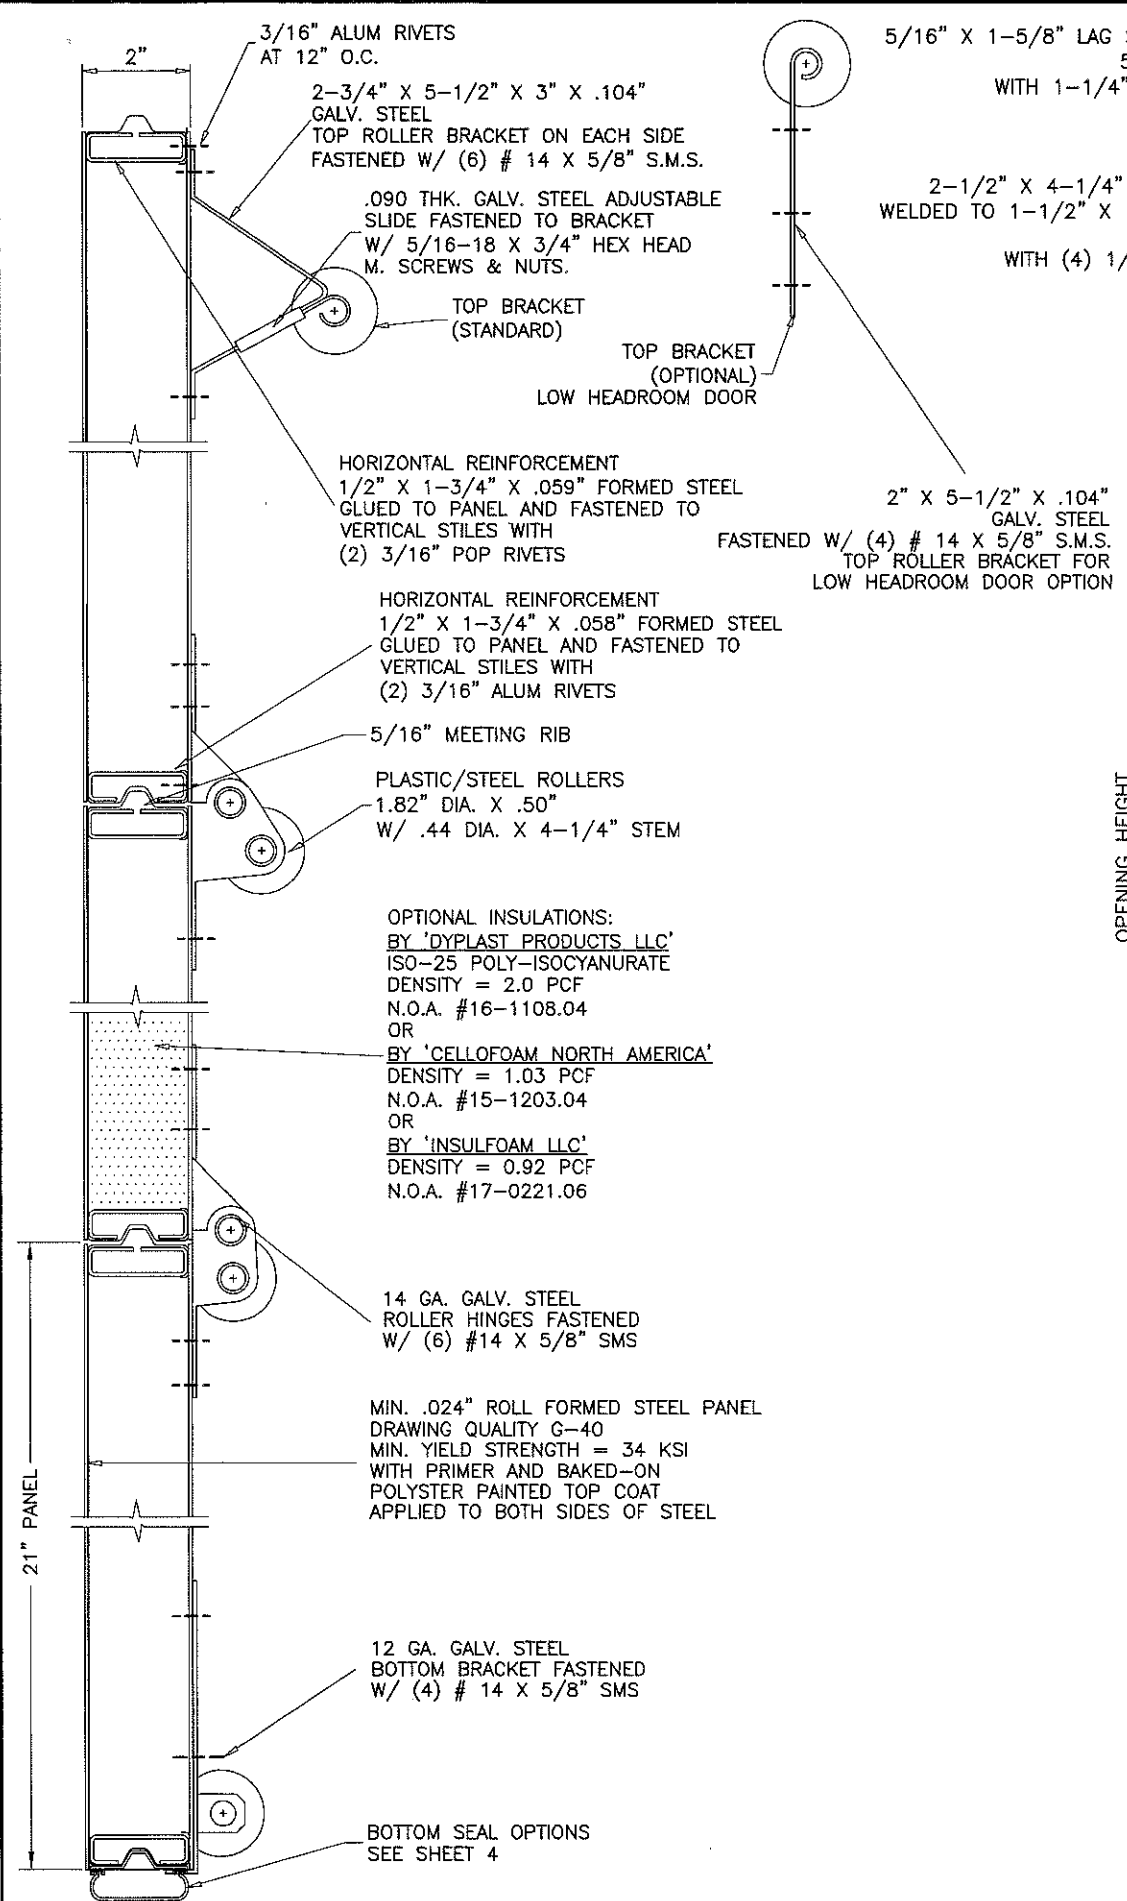 2"
3/16" ALUM RIVETS
AT 12" O.C.
2-3/4" X 5-1/2" X 3" X .104"
GALV. STEEL
TOP ROLLER BRACKET ON EACH SIDE
FASTENED W/ (6) # 14 X 5/8" S.M.S.
.090 THK. GALV. STEEL ADJUSTABLE
SLIDE FASTENED TO BRACKET
W/ 5/16-18 X 3/4" HEX HEAD
M. SCREWS & NUTS.
TOP BRACKET
(STANDARD)
5/16" X 1-5/8" LAG
WITH 1-1/4"
2-1/2" X 4-1/4"
WELDED TO 1-1/2" X
WITH (4) 1/
TOP BRACKET
(OPTIONAL)
LOW HEADROOM DOOR
2" X 5-1/2" X .104"
GALV. STEEL
FASTENED W/ (4) # 14 X 5/8" S.M.S.
TOP ROLLER BRACKET FOR
LOW HEADROOM DOOR OPTION
HORIZONTAL REINFORCEMENT
1/2" X 1-3/4" X .059" FORMED STEEL
GLUED TO PANEL AND FASTENED TO
VERTICAL STILES WITH
(2) 3/16" POP RIVETS
HORIZONTAL REINFORCEMENT
1/2" X 1-3/4" X .058" FORMED STEEL
GLUED TO PANEL AND FASTENED TO
VERTICAL STILES WITH
(2) 3/16" ALUM RIVETS
5/16" MEETING RIB
PLASTIC/STEEL ROLLERS
1.82" DIA. X .50"
W/ .44 DIA. X 4-1/4" STEM
OPENING HEIGHT
OPTIONAL INSULATIONS:
BY 'DYPLAST PRODUCTS LLC'
ISO-25 POLY-ISOCYANURATE
DENSITY = 2.0 PCF
N.O.A. #16-1108.04
OR
BY 'CELLOFOAM NORTH AMERICA'
DENSITY = 1.03 PCF
N.O.A. #15-1203.04
OR
BY 'INSULFOAM LLC'
DENSITY = 0.92 PCF
N.O.A. #17-0221.06
14 GA. GALV. STEEL
ROLLER HINGES FASTENED
W/ (6) #14 X 5/8" SMS
MIN. .024" ROLL FORMED STEEL PANEL
DRAWING QUALITY G-40
MIN. YIELD STRENGTH = 34 KSI
WITH PRIMER AND BAKED-ON
POLYSTER PAINTED TOP COAT
APPLIED TO BOTH SIDES OF STEEL
21" PANEL
12 GA. GALV. STEEL
BOTTOM BRACKET FASTENED
W/ (4) # 14 X 5/8" SMS
BOTTOM SEAL OPTIONS
SEE SHEET 4